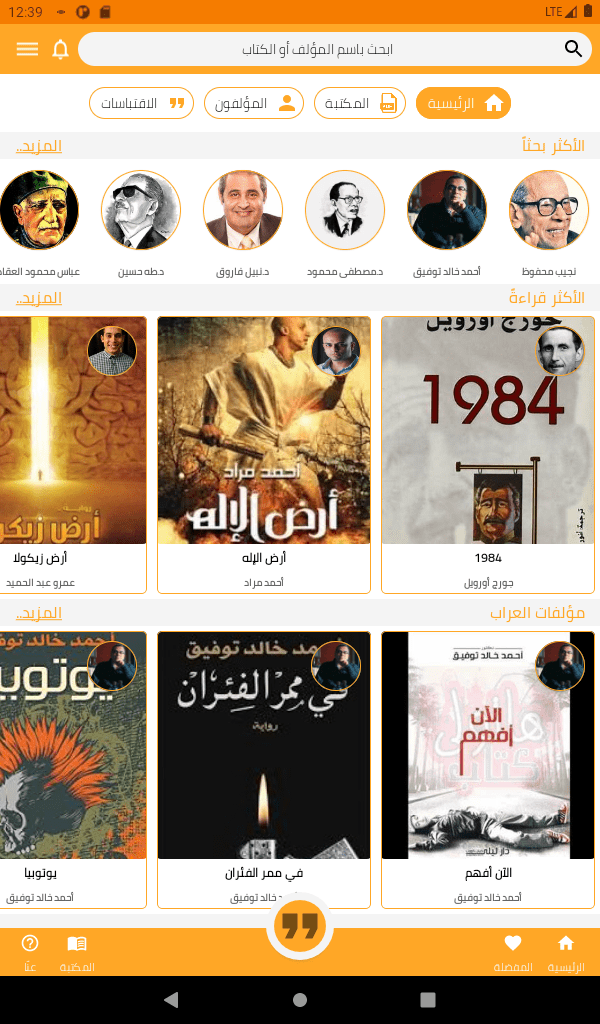 12:39
LTE
ابحث باسم المؤلف أو الكتاب
الرئيسية
المكتبة
المؤلفون
الاقتباسات
الأكثر بحثاً
المزيد..
نجيب محفوظ
أحمد خالد توفيق
د.مصطفى محمود
د.نبيل فاروق
د.طه حسين
عباس محمود العقاد
الأكثر قراءةً
المزيد..
جورج أورويل
1984
أحمد مراد
أرض الإله
رواية
أرض زيكو
1984
جورج أورويل
أرض الإله
أحمد مراد
أرض زيكولا
عمرو عبد الحميد
مؤلفات العراب
المزيد..
أحمد خالد توفيق
الآن أفهم
دار ليلى
أحمد خالد توفيق
في ممر الفئران
رواية
أحمد خالد توفيق
يوتوبيا
الآن أفهم
أحمد خالد توفيق
في ممر الفئران
أحمد خالد توفيق
يوتوبيا
أحمد خالد توفيق
الرئيسية
المفضلة
المكتبة
عنّا